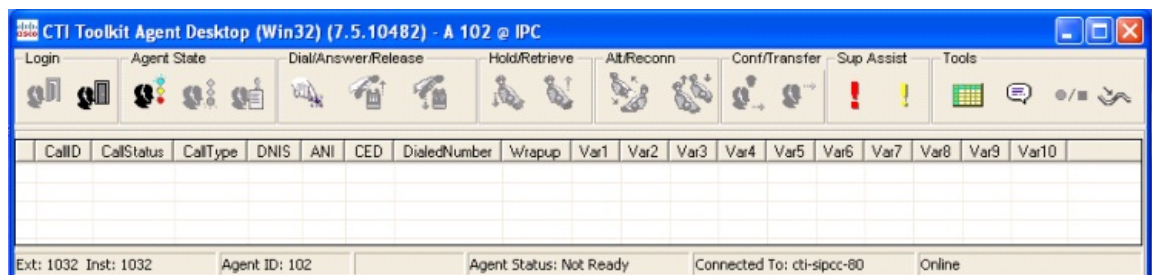 cisco CTI Toolkit Agent Desktop (Win32) (7.5.10482) - A 102 @ IPC
Login Agent State Dial/Answer/Release Hold/Retrieve Alt/Reconn Conf/Transfer Sup Assist Tools
CallID CallStatus CallType DNIS ANI CED DialedNumber Wrapup Var1 Var2 Var3 Var4 Var5 Var6 Var7 Var8 Var9 Var10
Ext: 1032 Inst: 1032 Agent ID: 102 Agent Status: Not Ready Connected To: cti-sipcc-80 Online